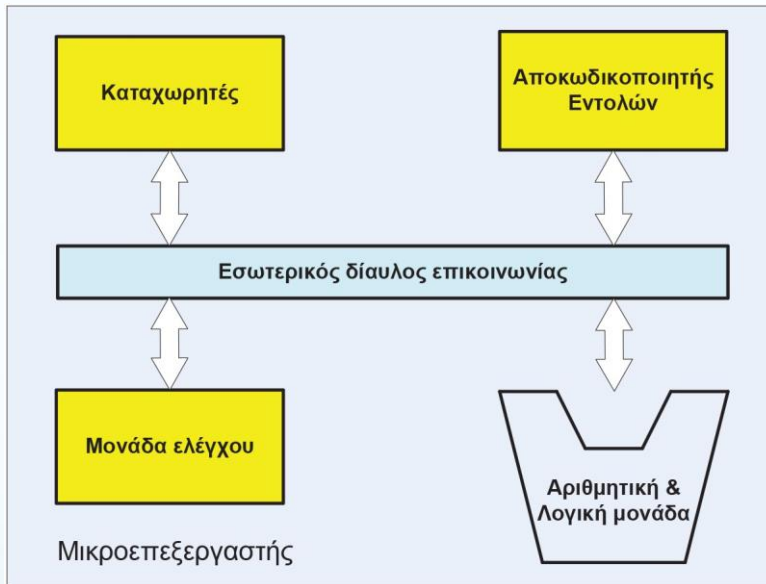 Καταχωρητές
Αποκωδικοποιητής
Εντολών
Εσωτερικός δίαυλος επικοινωνίας
Μονάδα ελέγχου
Αριθμητική &
Λογική μονάδα
Μικροεπεξεργαστής